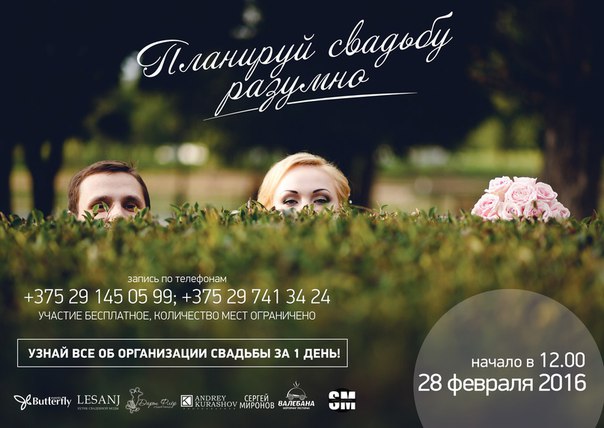 Планируй свадьбу
разумно
запись по телефонам
+375 29 145 05 99; +375 29 741 34 24
УЧАСТИЕ БЕСПЛАТНОЕ, КОЛИЧЕСТВО МЕСТ ОГРАНИЧЕНО
УЗНАЙ ВСЕ ОБ ОРГАНИЗАЦИИ СВАДЬБЫ ЗА 1 ДЕНЬ!
начало в 12.00
28 февраля 2016
Butterfly
LESANJ
ANDREY
KURASHOV
СЕРГЕЙ
МИРОНОВ
ВАЛЕБАНА
SM